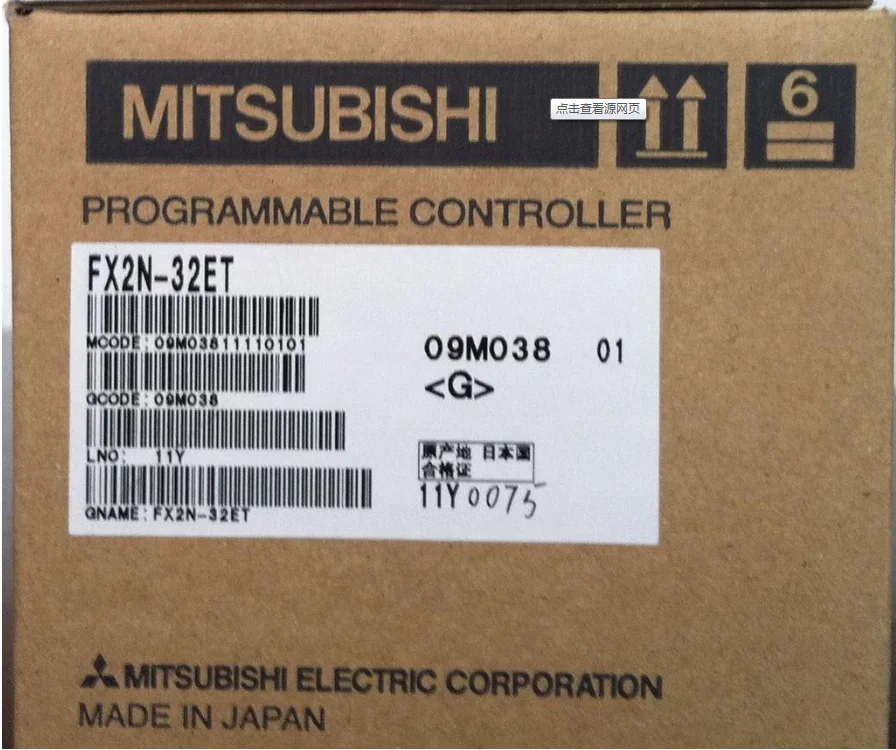 MITSUBISHI
点击查看源网页
6
PROGRAMMABLE CONTROLLER
FX2N-32ET
MCODE:09M03811110101
09M038 01
<G>
GCODE:09M038
LNO: 11Y
原产地 日本国
合格证
11Y0075
GNAME:FX2N-32ET
MITSUBISHI ELECTRIC CORPORATION
MADE IN JAPAN